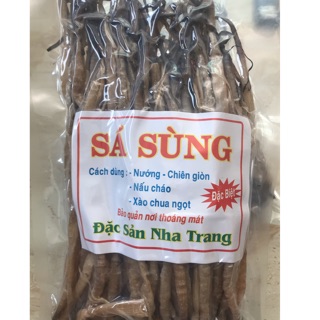 SÁ SÙNG
Cách dùng : - Nướng - Chiên giòn
- Nấu cháo
- Xào chua ngọt
Đặc Biệt
Bảo quản nơi thoáng mát
Đặc Sản Nha Trang